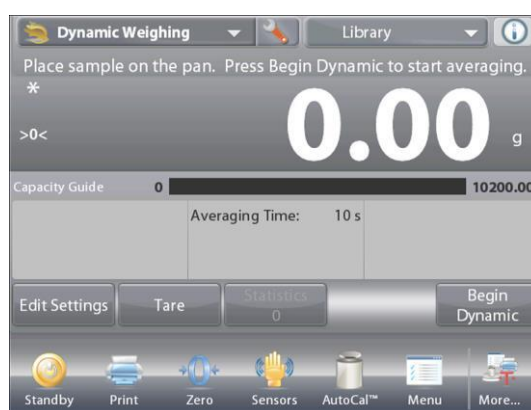 Dynamic Weighing
Library
Place sample on the pan. Press Begin Dynamic to start averaging.
*
>0<
0.00 g
Capacity Guide 0 10200.00
Averaging Time: 10 s
Edit Settings
Tare
Statistics
0
Begin
Dynamic
Standby Print Zero Sensors AutoCal™ Menu More...